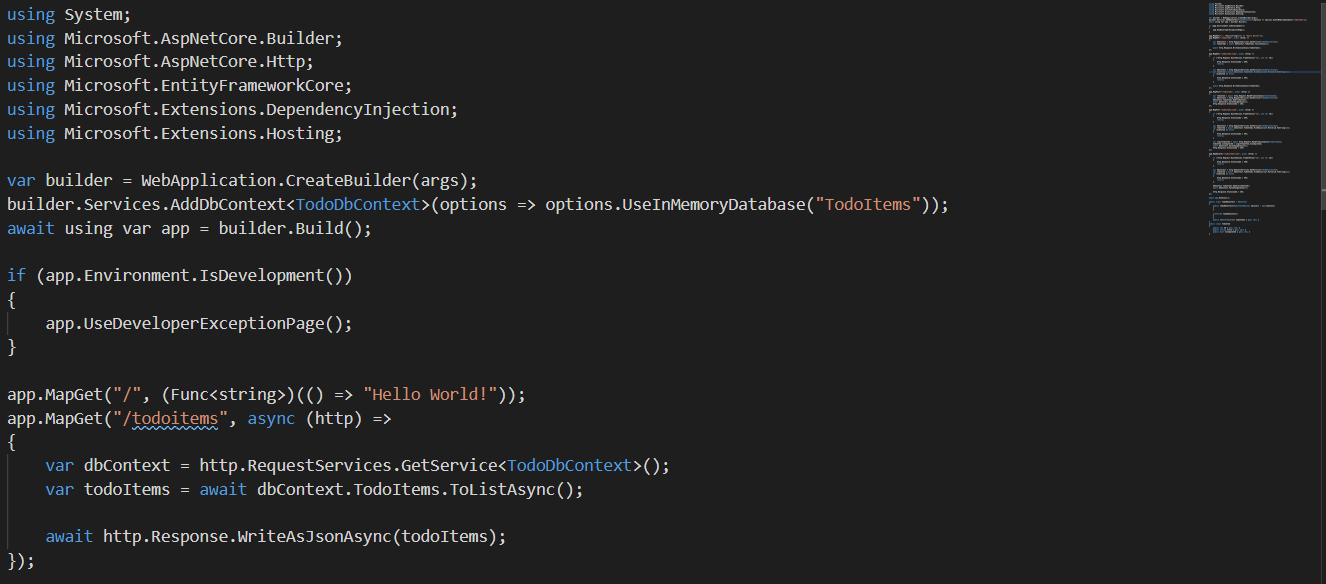 using System;
using Microsoft.AspNetCore.Builder;
using Microsoft.AspNetCore.Http;
using Microsoft.EntityFrameworkCore;
using Microsoft.Extensions.DependencyInjection;
using Microsoft.Extensions.Hosting;

var builder = WebApplication.CreateBuilder(args);
builder.Services.AddDbContext<TodoDbContext>(options => options.UseInMemoryDatabase("TodoItems"));
await using var app = builder.Build();

if (app.Environment.IsDevelopment())
{
    app.UseDeveloperExceptionPage();
}

app.MapGet("/", (Func<string>)(() => "Hello World!"));
app.MapGet("/todoitems", async (http) =>
{
    var dbContext = http.RequestServices.GetService<TodoDbContext>();
    var todoItems = await dbContext.TodoItems.ToListAsync();

    await http.Response.WriteAsJsonAsync(todoItems);
});